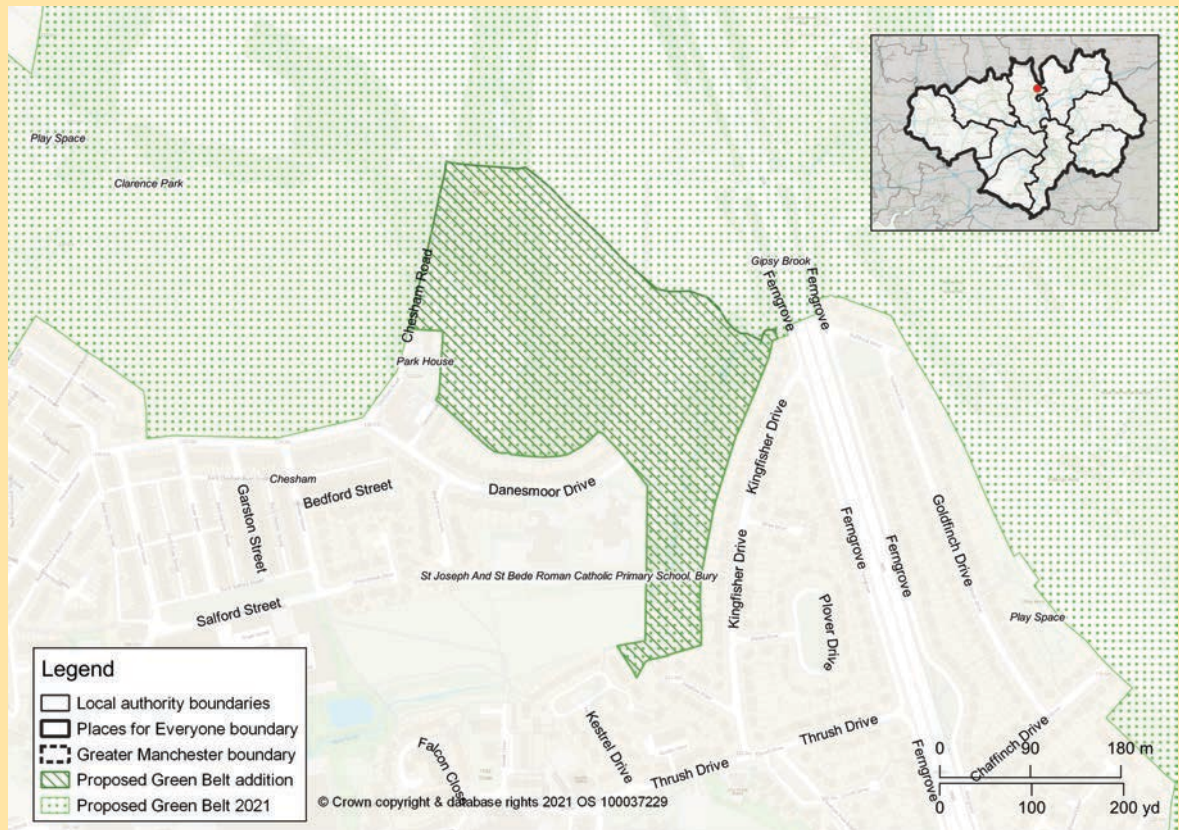 Play Space
Clarence Park
Gipsy Brook
Ferngrove
Ferngrove
Chesham Road
Park House
Kingfisher Drive
Chesham
Bedford Street
Danesmoor Drive
Garston Street
Ferngrove
Ferngrove
Goldfinch Drive
St Joseph And St Bede Roman Catholic Primary School, Bury
Kingfisher Drive
Salford Street
Plover Drive
Play Space
Kestrel Drive
Thrush Drive
Falcon Close
Thrush Drive
Ferngrove
Chaffinch Drive
Legend
Local authority boundaries
Places for Everyone boundary
Greater Manchester boundary
Proposed Green Belt addition
Proposed Green Belt 2021
© Crown copyright & database rights 2021 OS 100037229
0 90 180 m
0 100 200 yd